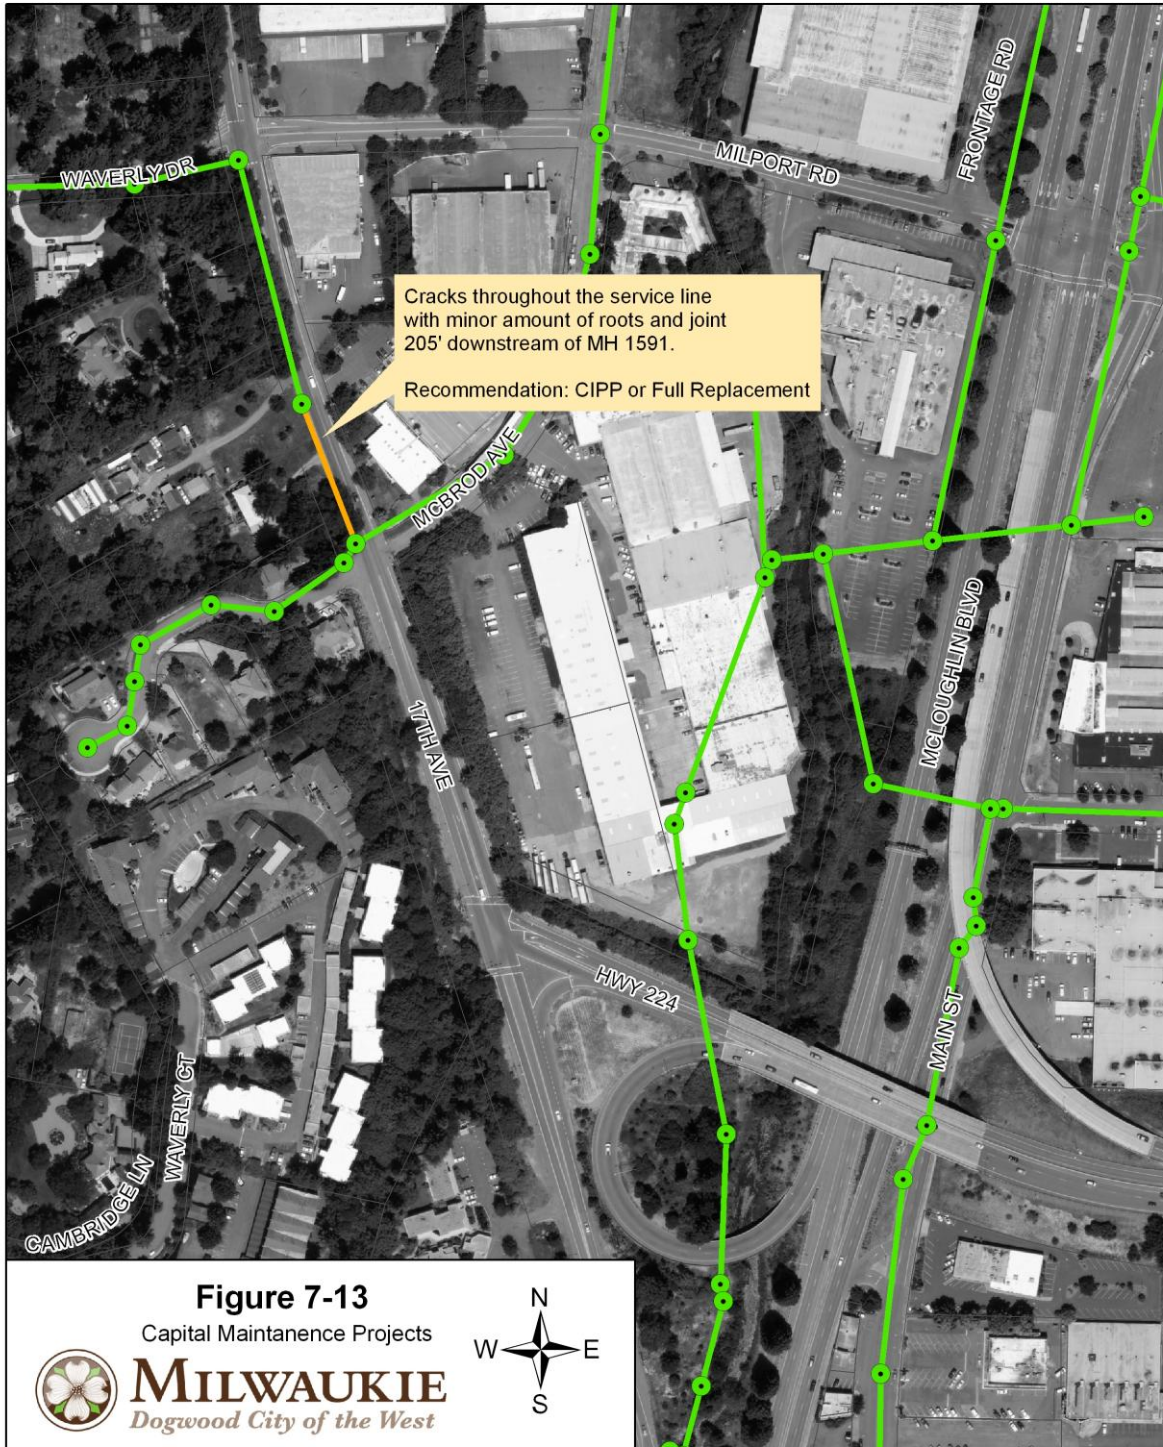 WAVERLY DR
MILPORT RD
FRONTAGE RD
Cracks throughout the service line
with minor amount of roots and joint
205' downstream of MH 1591.
Recommendation: CIPP or Full Replacement
MCBROD AVE
MCLOUGHLIN BLVD
17TH AVE
HWY 224
MAIN ST
WAVERLY CT
CAMBRIDGE LN
Figure 7-13
Capital Maintanence Projects
MILWAUKIE
Dogwood City of the West
N
W E
S